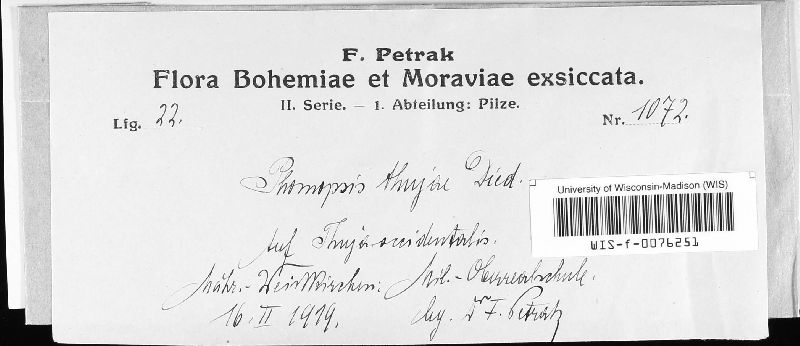 F. Petrak
Flora Bohemiae et Moraviae exsiccata.
II. Serie. – 1. Abteilung: Pilze.
Lfg. 22.
Nr. 1072.
Phomopsis thujae Died.
University of Wisconsin-Madison (WIS)
WIS-f-0076251
Auf Thuja occidentalis.
Mähr.-Weisskirchen: Mil.-Oberrealschule.
16. II 1919. leg. Dr F. Petrak